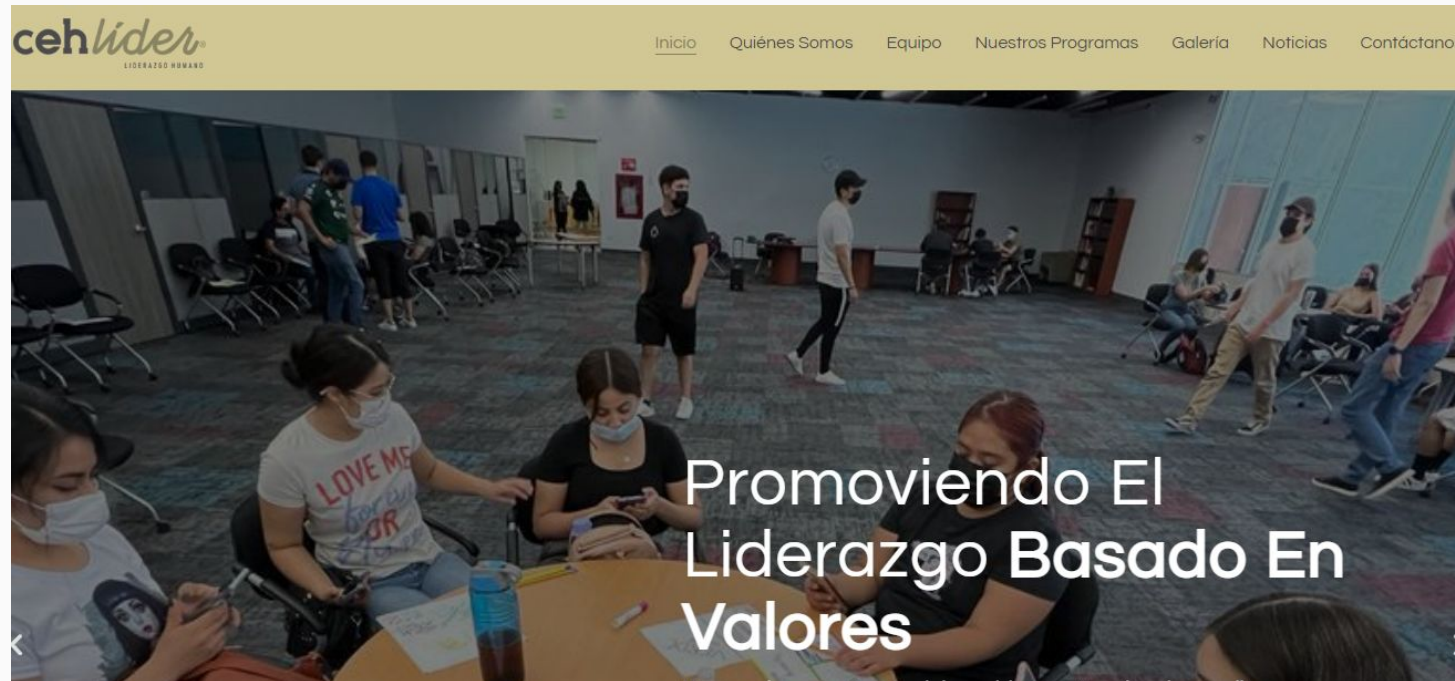 cehlíder
LIDERAZGO HUMANO
Inicio Quiénes Somos Equipo Nuestros Programas Galería Noticias Contáctano
LOVE ME
OR
Promoviendo El
Liderazgo Basado En
Valores